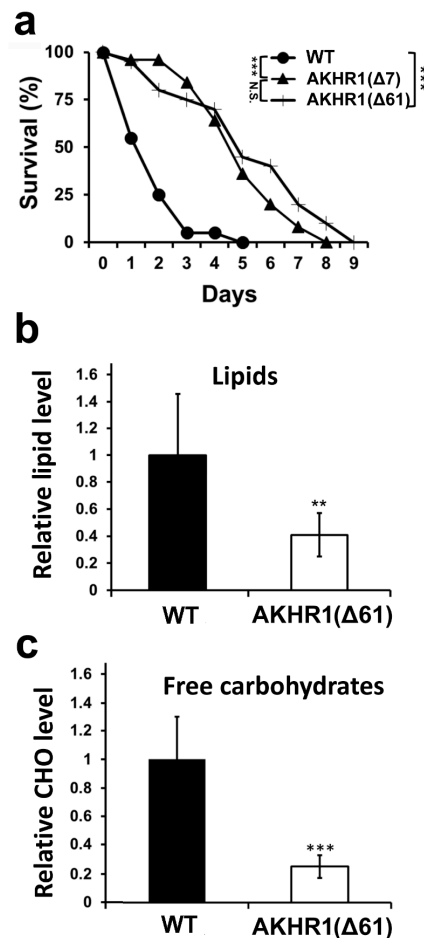 a
Survival (%)
100
75
50
25
0
0 1 2 3 4 5 6 7 8 9
Days
WT
AKHR1(Δ7)
AKHR1(Δ61)
***
N.S.
***
b
Lipids
Relative lipid level
1.6
1.4
1.2
1
0.8
0.6
0.4
0.2
0
**
WT AKHR1(Δ61)
c
Free carbohydrates
Relative CHO level
1.6
1.4
1.2
1
0.8
0.6
0.4
0.2
0
***
WT AKHR1(Δ61)